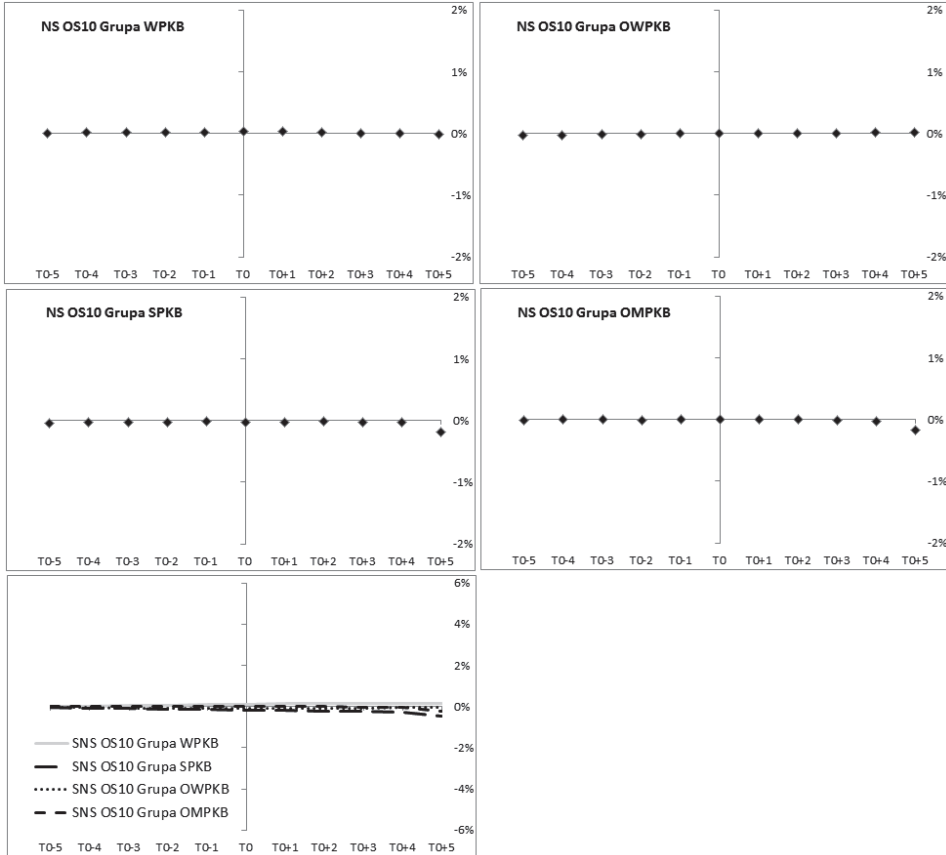 NS OS10 Grupa WPKB
2%
1%
0%
-1%
-2%
T0-5 T0-4 T0-3 T0-2 T0-1 T0 T0+1 T0+2 T0+3 T0+4 T0+5
NS OS10 Grupa OWPKB
2%
1%
0%
-1%
-2%
T0-5 T0-4 T0-3 T0-2 T0-1 T0 T0+1 T0+2 T0+3 T0+4 T0+5
NS OS10 Grupa SPKB
2%
1%
0%
-1%
-2%
T0-5 T0-4 T0-3 T0-2 T0-1 T0 T0+1 T0+2 T0+3 T0+4 T0+5
NS OS10 Grupa OMPKB
2%
1%
0%
-1%
-2%
T0-5 T0-4 T0-3 T0-2 T0-1 T0 T0+1 T0+2 T0+3 T0+4 T0+5
6%
4%
2%
0%
-2%
-4%
-6%
SNS OS10 Grupa WPKB
SNS OS10 Grupa SPKB
SNS OS10 Grupa OWPKB
SNS OS10 Grupa OMPKB
T0-5 T0-4 T0-3 T0-2 T0-1 T0 T0+1 T0+2 T0+3 T0+4 T0+5